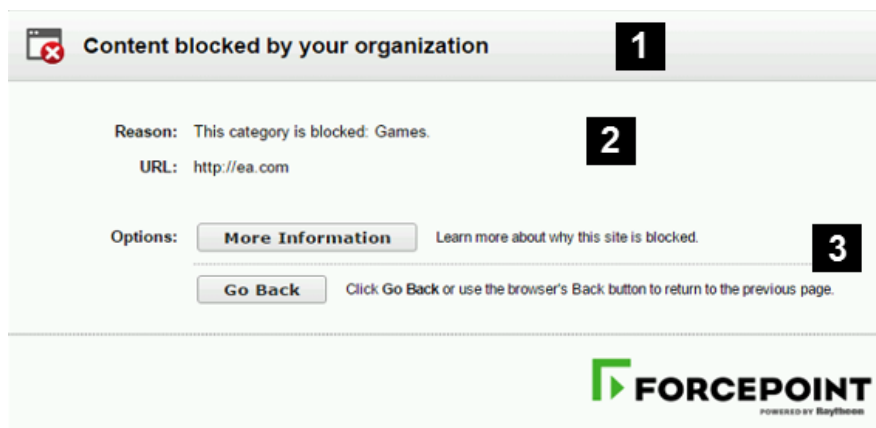 Content blocked by your organization
1
Reason: This category is blocked: Games.
2
URL: http://ea.com
Options: More Information Learn more about why this site is blocked.
3
Go Back Click Go Back or use the browser's Back button to return to the previous page.
FORCEPOINT
POWERED BY Raytheon